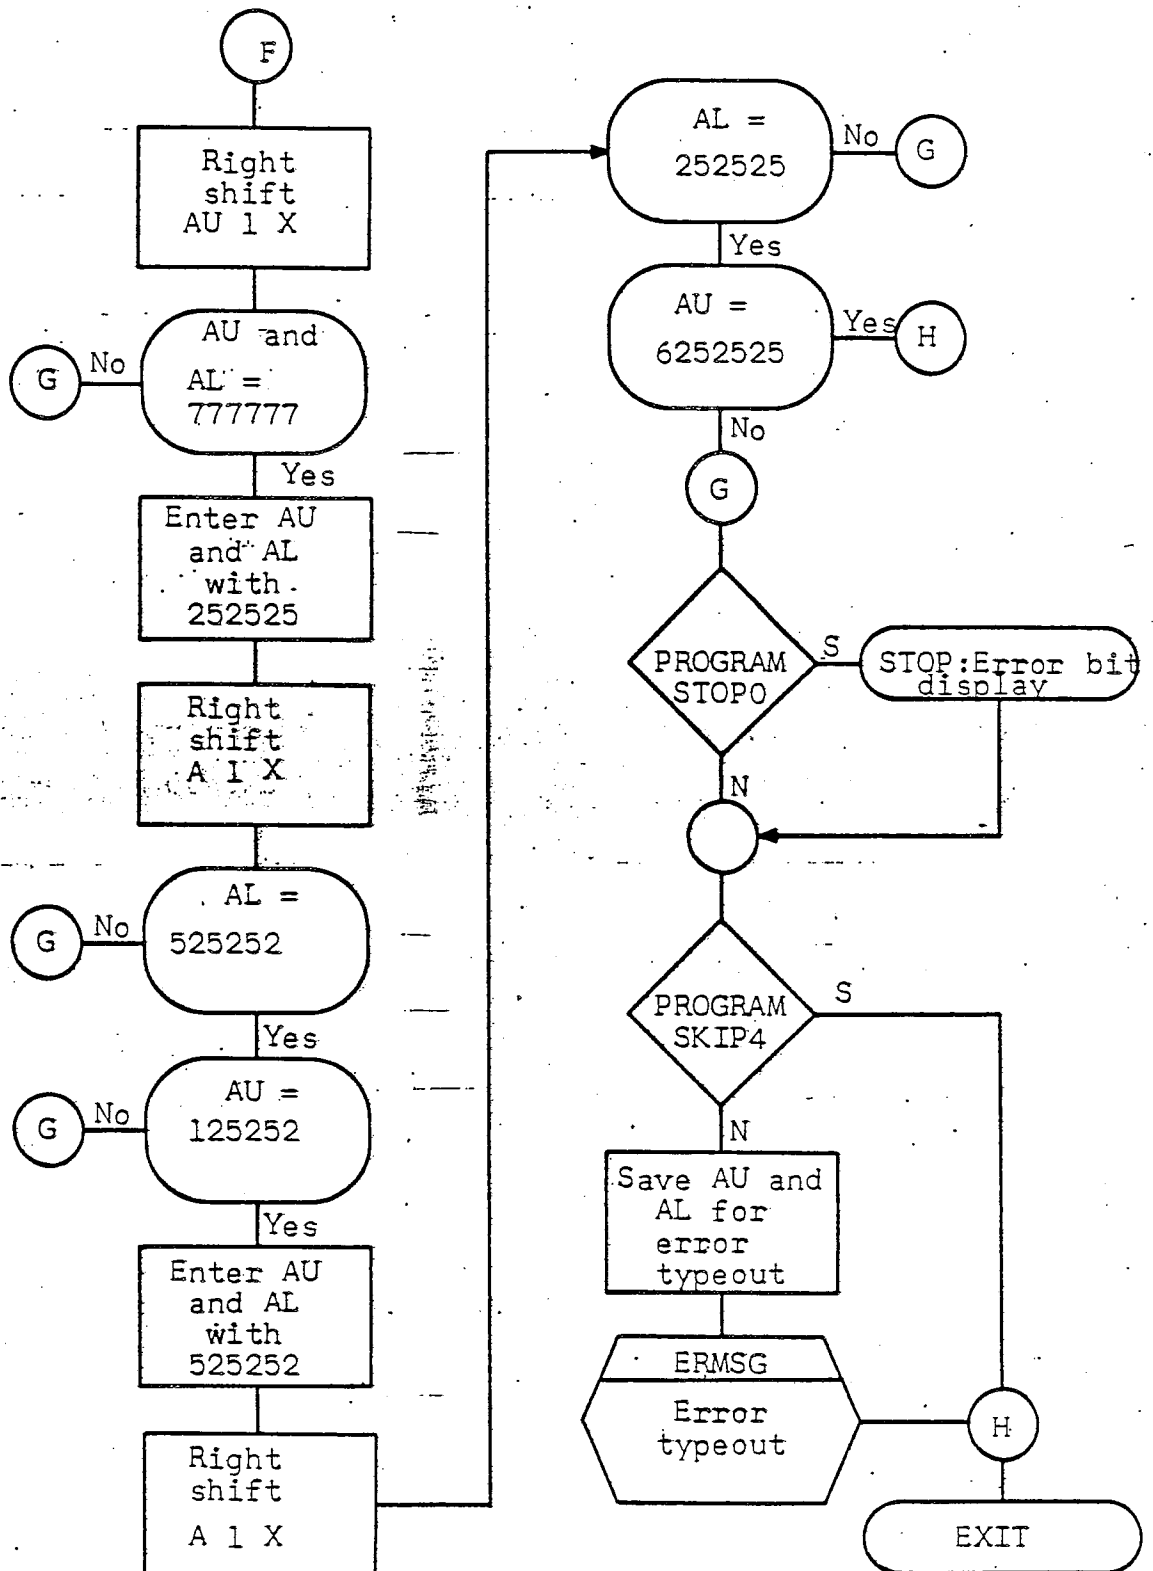 F
Right
shift
AU 1 X
AU and
AL =
777777
No
G
Yes
Enter AU
and AL
with
252525
Right
shift
A 1 X
AL =
525252
No
G
Yes
AU =
125252
No
G
Yes
Enter AU
and AL
with
525252
Right
shift
A 1 X
AL =
252525
No
G
Yes
AU =
6252525
Yes
H
No
G
PROGRAM
STOP0
S
STOP:Error bit
display
N
PROGRAM
SKIP4
S
N
Save AU and
AL for
error
typeout
ERMSG
Error
typeout
H
EXIT